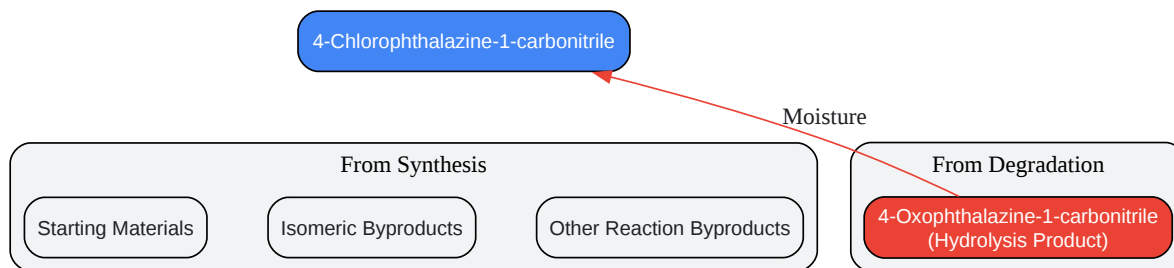 4-Chlorophthalazine-1-carbonitrile
Moisture
From Synthesis
From Degradation
Starting Materials
Isomeric Byproducts
Other Reaction Byproducts
4-Oxophthalazine-1-carbonitrile
(Hydrolysis Product)